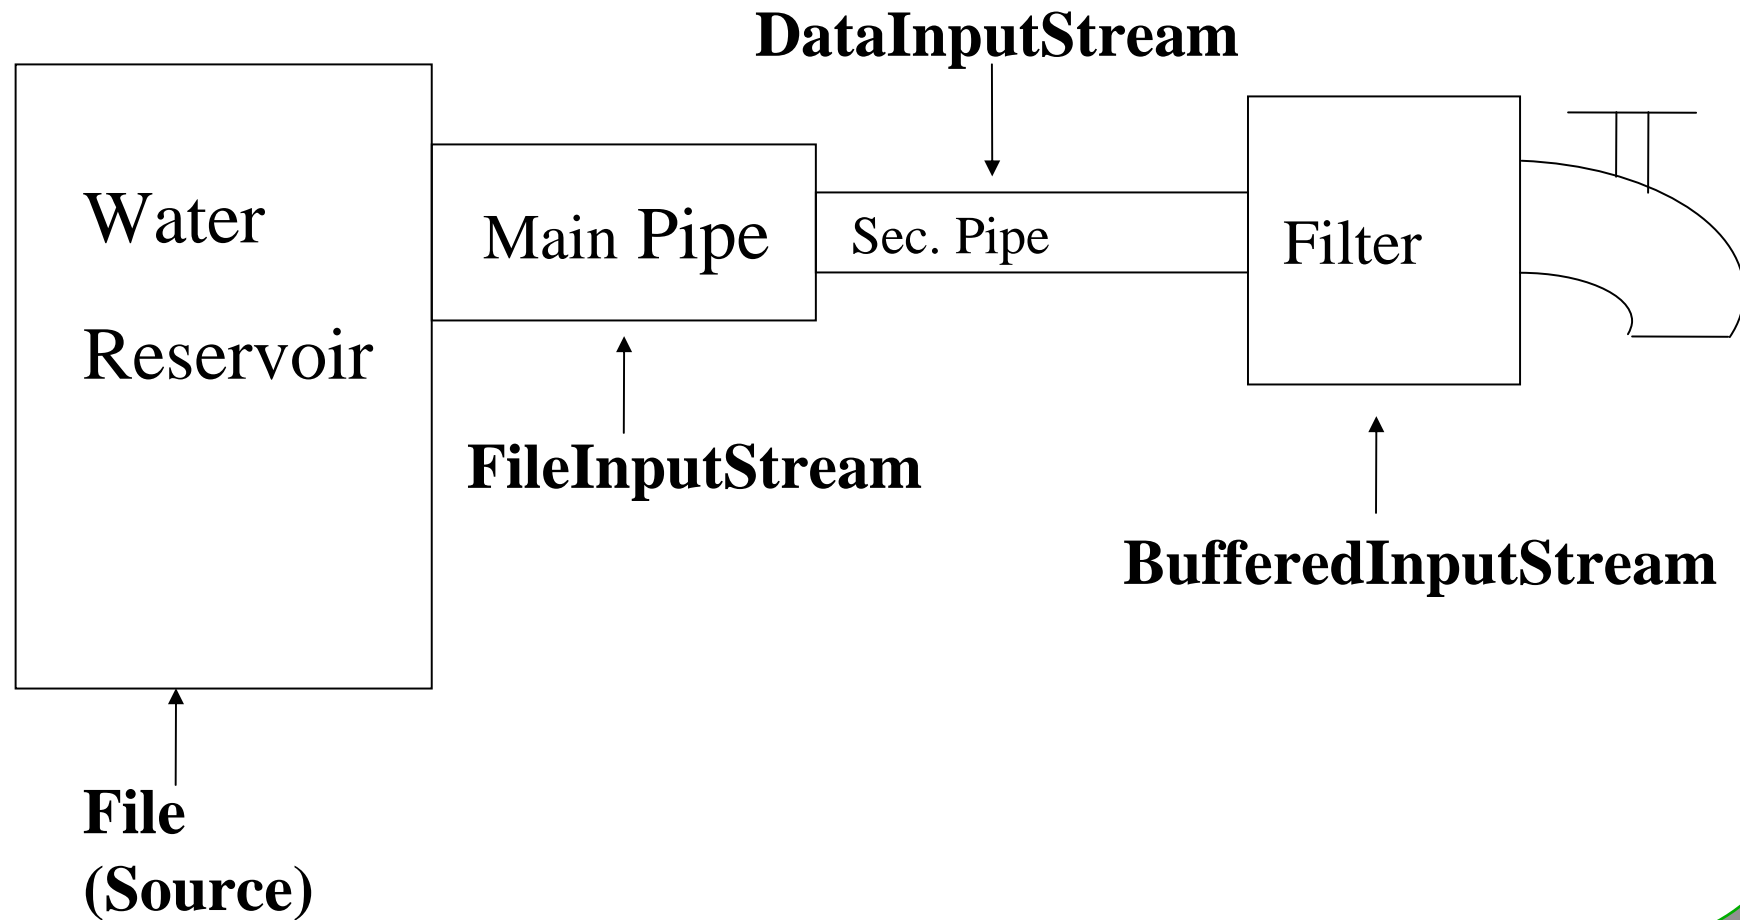 DataInputStream
Water
Reservoir
Main Pipe
Sec. Pipe
Filter
FileInputStream
BufferedInputStream
File
(Source)